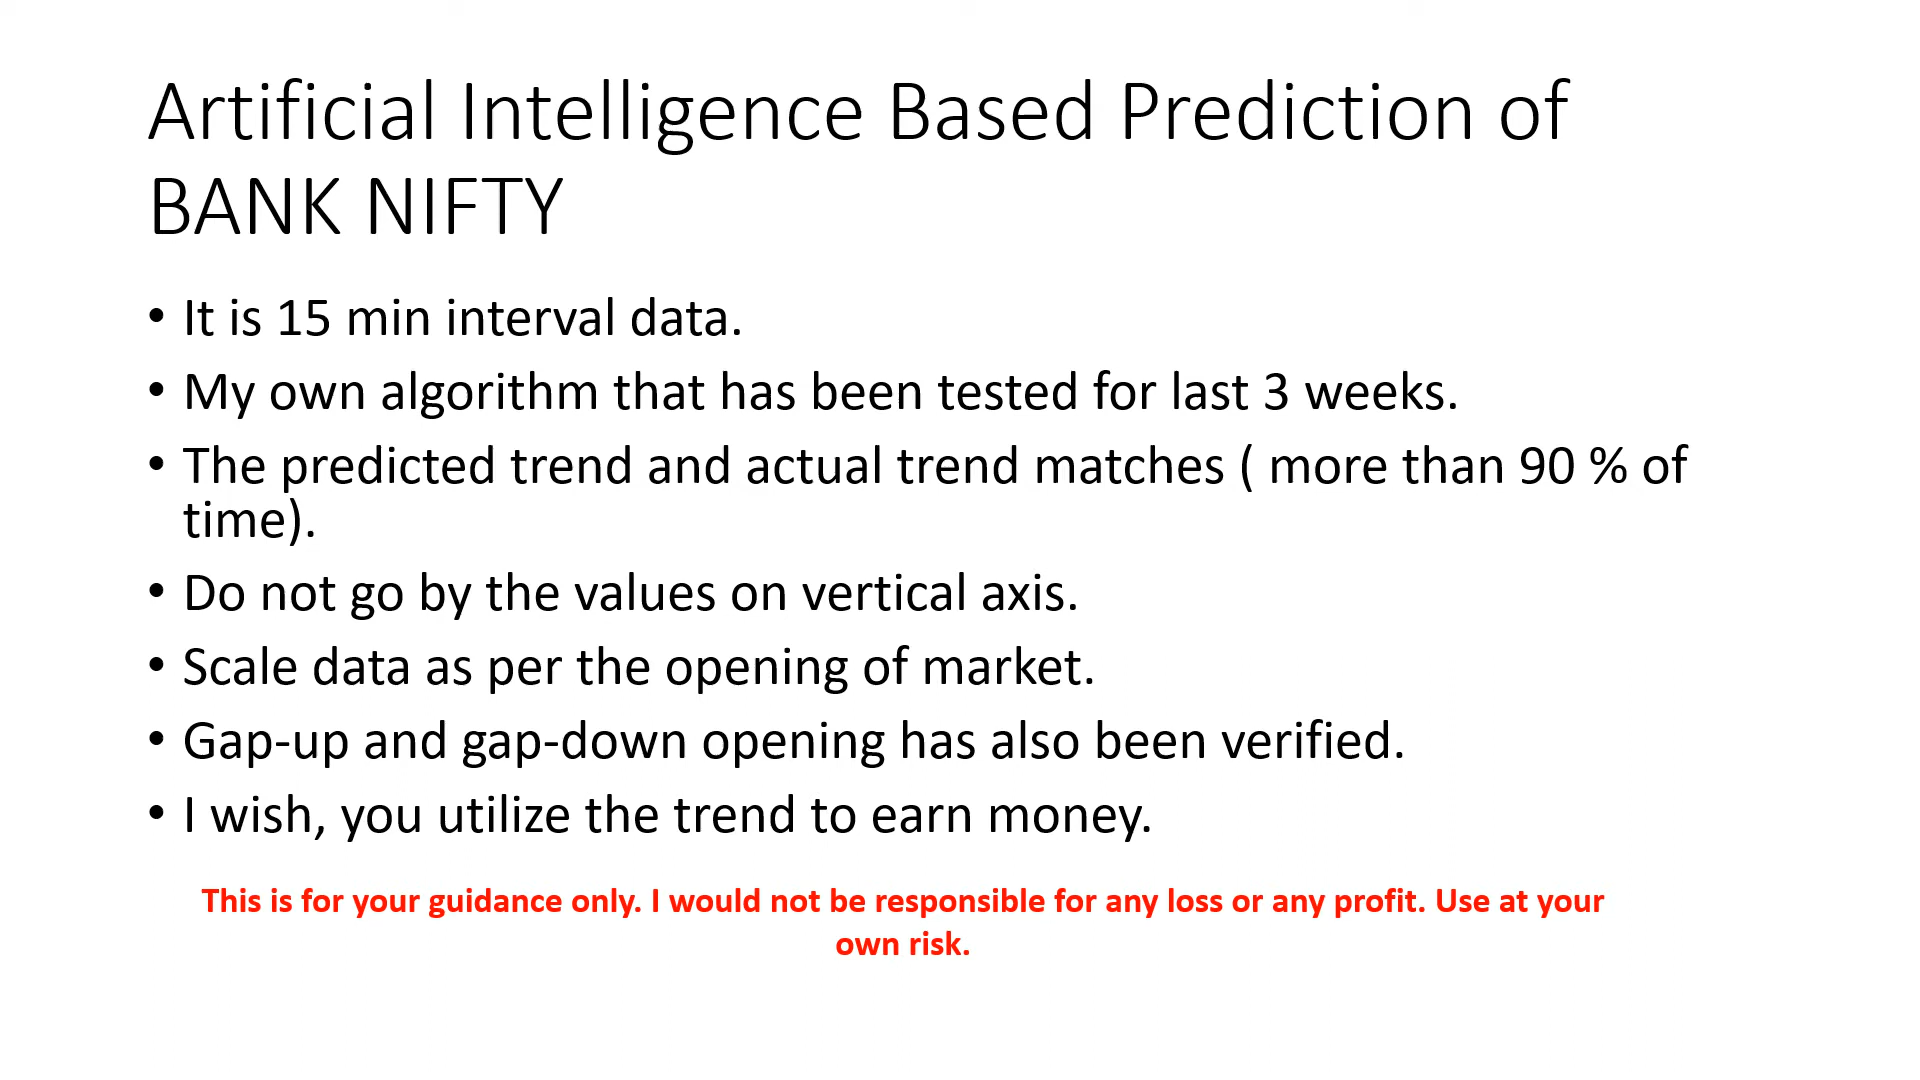 Artificial Intelligence Based Prediction of
BANK NIFTY
• It is 15 min interval data.
• My own algorithm that has been tested for last 3 weeks.
• The predicted trend and actual trend matches ( more than 90 % of
time).
• Do not go by the values on vertical axis.
• Scale data as per the opening of market.
• Gap-up and gap-down opening has also been verified.
• I wish, you utilize the trend to earn money.
This is for your guidance only. I would not be responsible for any loss or any profit. Use at your
own risk.